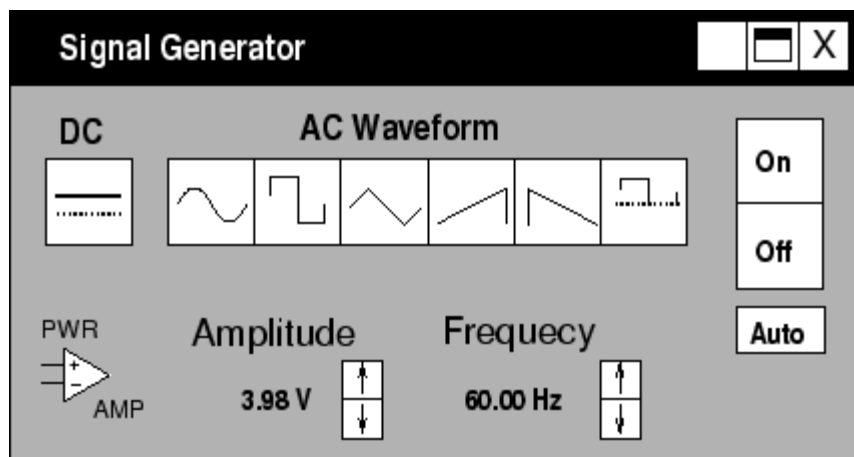 Signal Generator X
DC AC Waveform
On
Off
PWR Amplitude Frequecy Auto
+
3.98 V 60.00 Hz
−
AMP